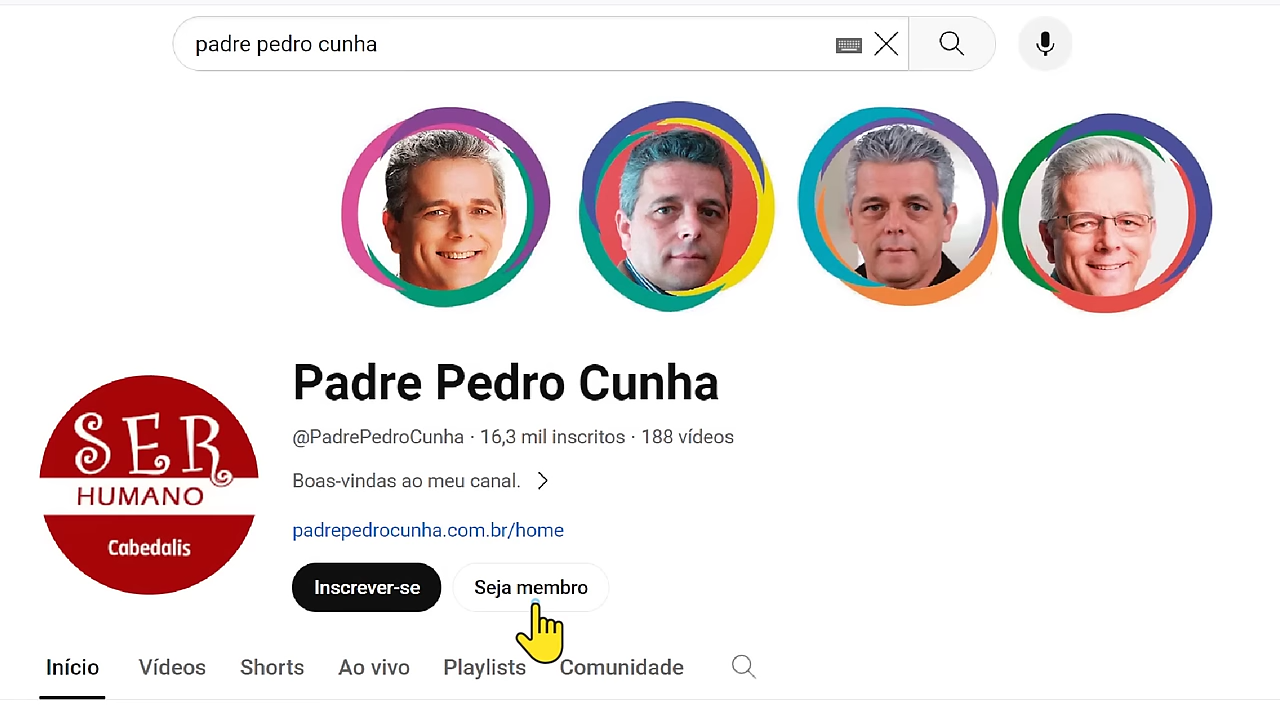 padre pedro cunha
Padre Pedro Cunha
@PadrePedroCunha · 16,3 mil inscritos · 188 vídeos
Boas-vindas ao meu canal.
padrepedrocunha.com.br/home
SER
HUMANO
Cabedalis
Inscrever-se Seja membro
Início Vídeos Shorts Ao vivo Playlists Comunidade